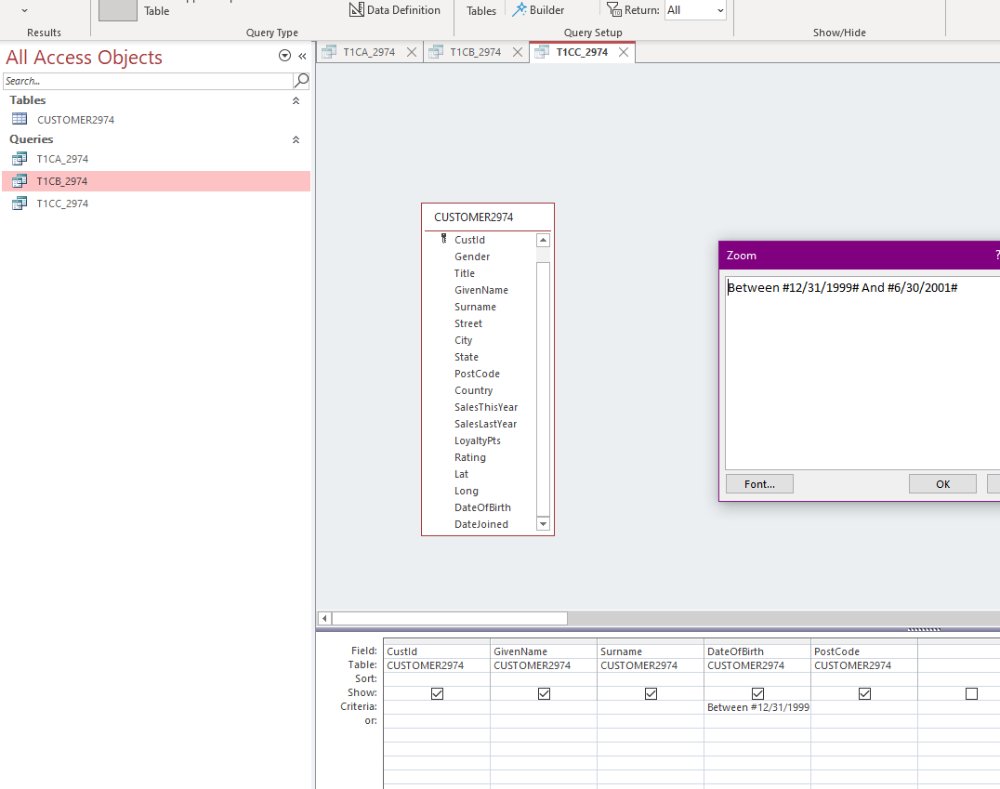 Table
Data Definition
Tables
Builder
Return: All
Results
Query Type
Query Setup
Show/Hide
All Access Objects
«
Search...
Tables
CUSTOMER2974
Queries
T1CA_2974
T1CB_2974
T1CC_2974
T1CA_2974
T1CB_2974
T1CC_2974
CUSTOMER2974
CustId
Gender
Title
GivenName
Surname
Street
City
State
PostCode
Country
SalesThisYear
SalesLastYear
LoyaltyPts
Rating
Lat
Long
DateOfBirth
DateJoined
Zoom ?
Between #12/31/1999# And #6/30/2001#
Font... OK
Field: CustId GivenName Surname DateOfBirth PostCode
Table: CUSTOMER2974 CUSTOMER2974 CUSTOMER2974 CUSTOMER2974 CUSTOMER2974
Sort:
Show:
Criteria: Between #12/31/1999
or: